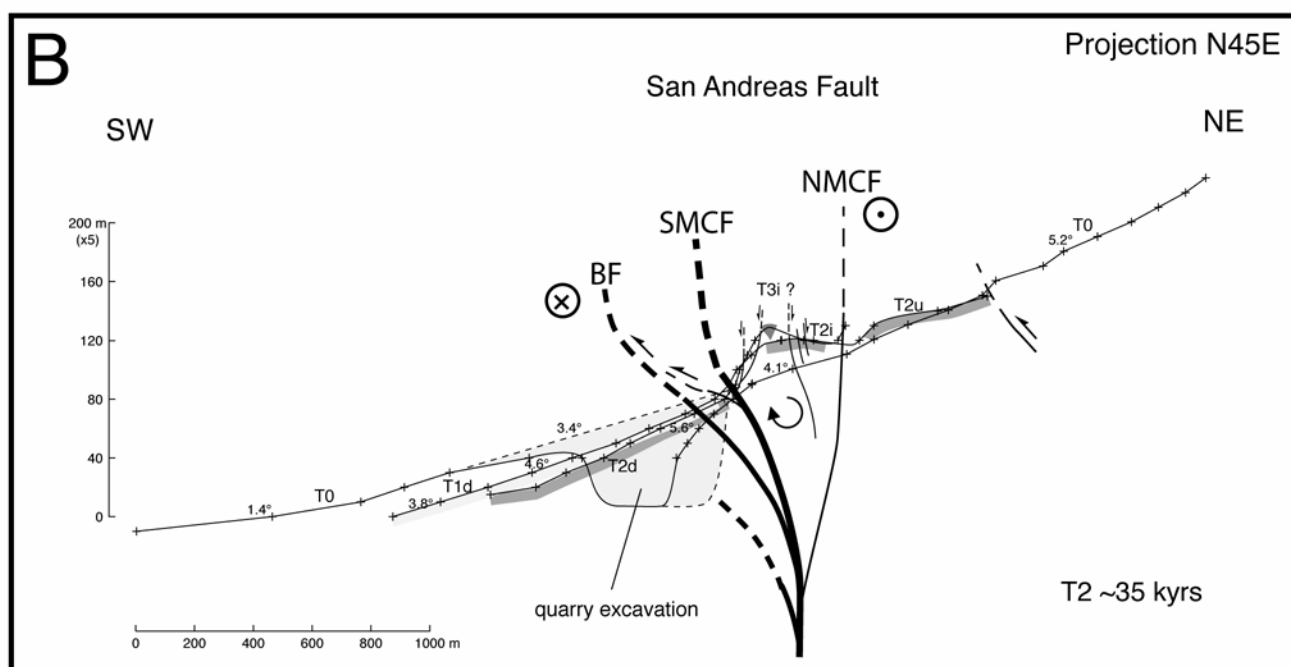 B
Projection N45E
San Andreas Fault
SW
NE
NMCF
SMCF
BF
200 m
(x5)
160
120
80
40
0
T0
5.2°
T3i ?
T2i
T2u
4.1°
3.4°
5.6°
4.6°
T2d
T1d
T0
3.8°
1.4°
quarry excavation
T2 ~35 kyrs
0 200 400 600 800 1000 m